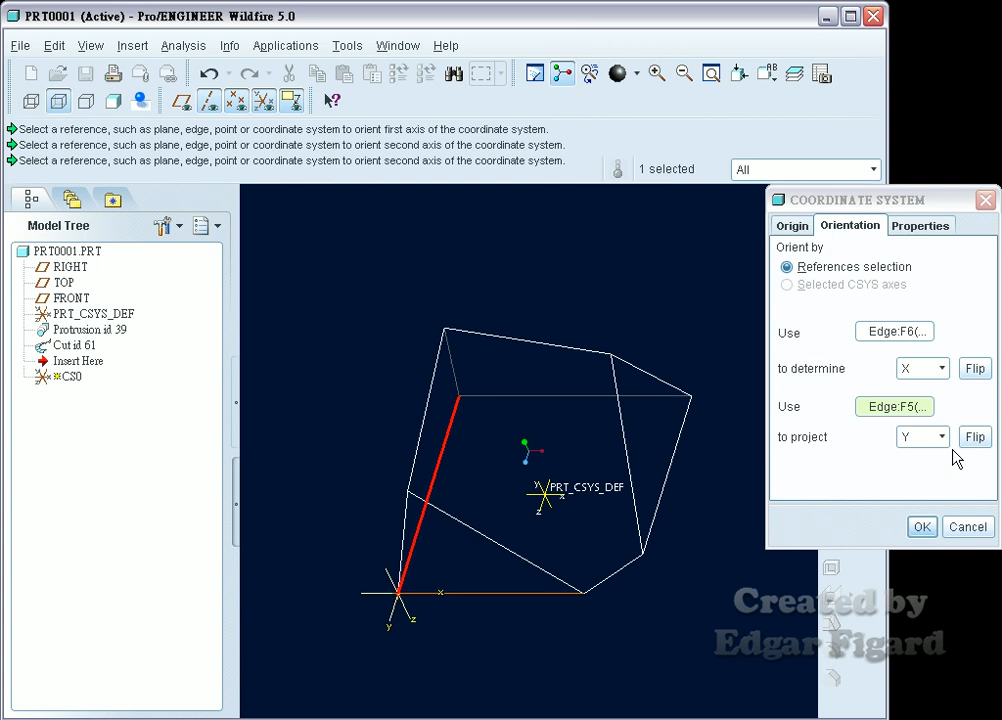 PRT0001 (Active) - Pro/ENGINEER Wildfire 5.0
File Edit View Insert Analysis Info Applications Tools Window Help
Select a reference, such as plane, edge, point or coordinate system to orient first axis of the coordinate system.
Select a reference, such as plane, edge, point or coordinate system to orient second axis of the coordinate system.
Select a reference, such as plane, edge, point or coordinate system to orient second axis of the coordinate system.
1 selected
All
Model Tree
PRT0001.PRT
RIGHT
TOP
FRONT
PRT_CSYS_DEF
Protrusion id 39
Cut id 61
Insert Here
CS0
PRT_CSYS_DEF
y
x
z
x
y
z
COORDINATE SYSTEM
Origin Orientation Properties
Orient by
References selection
Selected CSYS axes
Use Edge:F6(...
to determine X Flip
Use Edge:F5(...
to project Y Flip
OK Cancel
Created by
Edgar Figard